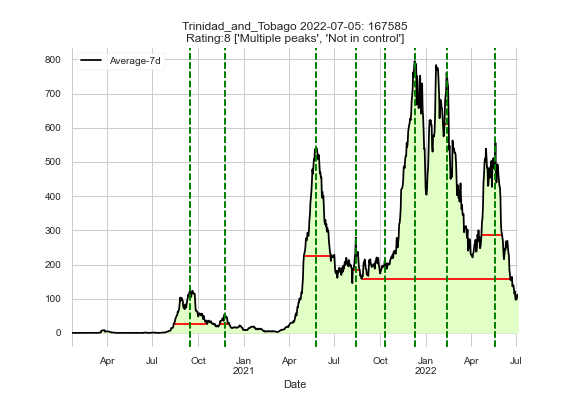 Trinidad_and_Tobago 2022-07-05: 167585
Rating:8 ['Multiple peaks', 'Not in control']
Average-7d
800
700
600
500
400
300
200
100
0
Apr Jul Oct Jan Apr Jul Oct Jan Apr Jul
2021 2022
Date